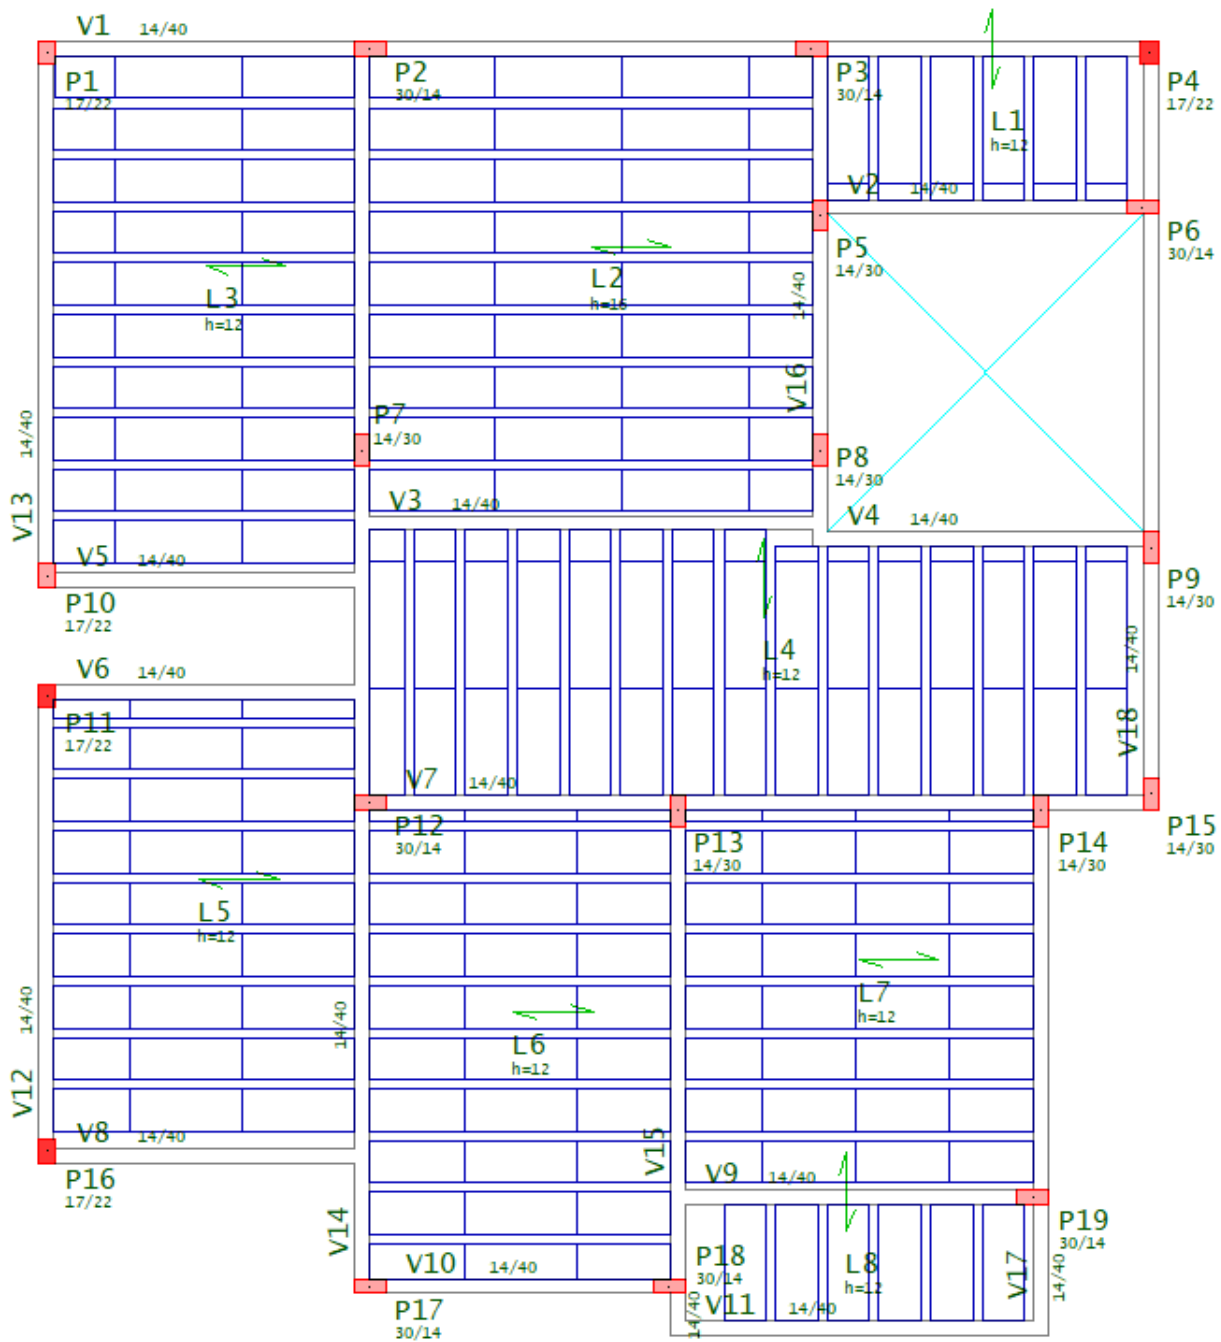 V1 14/40
P1
17/22
P2
30/14
P3
30/14
P4
17/22
L1
h=12
V2 14/40
P5
14/30
P6
30/14
L3
h=12
L2
h=16
14/40
V16
14/40
V13
P7
14/30
P8
14/30
V3 14/40
V4 14/40
V5 14/40
P10
17/22
P9
14/30
L4
h=12
14/40
V18
V6 14/40
P11
17/22
V7 14/40
P12
30/14
P13
14/30
P14
14/30
P15
14/30
L5
h=12
L7
h=12
L6
h=12
14/40
V12
14/40
V14
V8 14/40
P16
17/22
V15
14/40
V9 14/40
P19
30/14
P18
30/14
L8
h=12
V17
14/40
V10 14/40
V11 14/40
P17
30/14